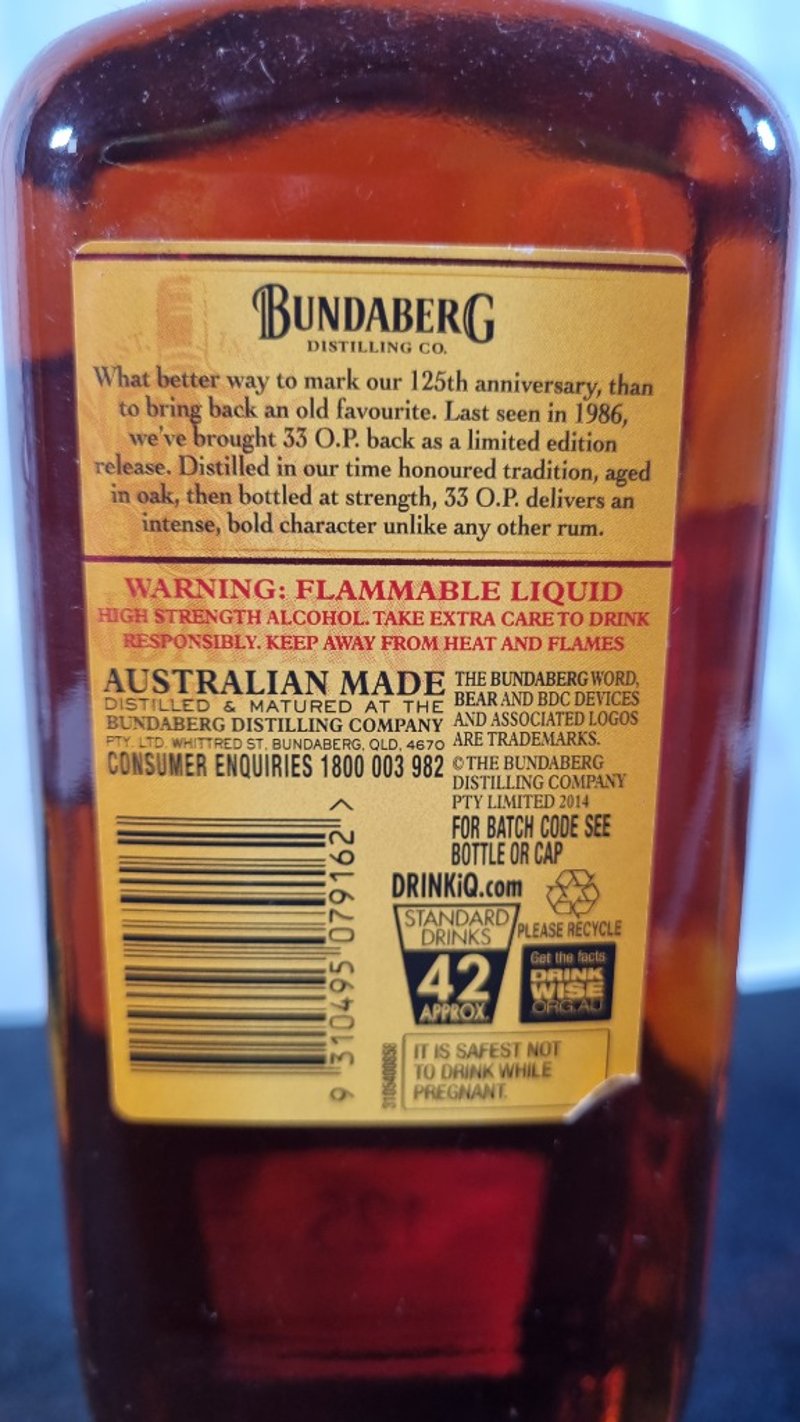 BUNDABERG
DISTILLING CO.
What better way to mark our 125th anniversary, than
to bring back an old favourite. Last seen in 1986,
we've brought 33 O.P. back as a limited edition
release. Distilled in our time honoured tradition, aged
in oak, then bottled at strength, 33 O.P. delivers an
intense, bold character unlike any other rum.
WARNING: FLAMMABLE LIQUID
HIGH STRENGTH ALCOHOL. TAKE EXTRA CARE TO DRINK
RESPONSIBLY. KEEP AWAY FROM HEAT AND FLAMES
AUSTRALIAN MADE
DISTILLED & MATURED AT THE
BUNDABERG DISTILLING COMPANY
PTY. LTD. WHITTRED ST, BUNDABERG, QLD, 4670
CONSUMER ENQUIRIES 1800 003 982
THE BUNDABERG WORD,
BEAR AND BDC DEVICES
AND ASSOCIATED LOGOS
ARE TRADEMARKS.
© THE BUNDABERG
DISTILLING COMPANY
PTY LIMITED 2014
FOR BATCH CODE SEE
BOTTLE OR CAP
9 310495 079162 >
DRINKiQ.com
STANDARD
DRINKS
42
APPROX.
PLEASE RECYCLE
Get the facts
DRINK
WISE
.ORG.AU
IT IS SAFEST NOT
TO DRINK WHILE
PREGNANT.